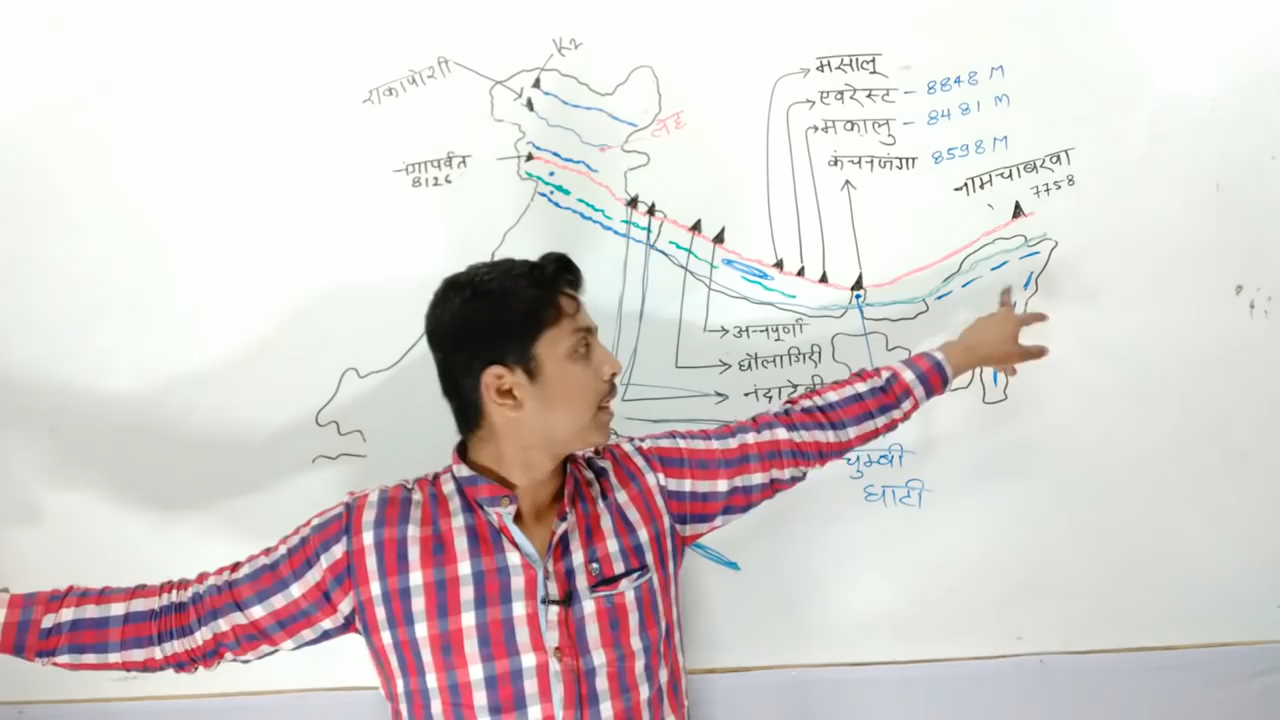 K2
राकापोशी
लेह
नंगापर्वत
8126
मसालू
एवरेस्ट - 8848 M
मकालु - 8481 M
कंचनजंगा 8598 M
नामचाबरवा
7758
अन्नपूर्णा
धौलागिरी
नंदादेवी
चुम्बी
घाटी